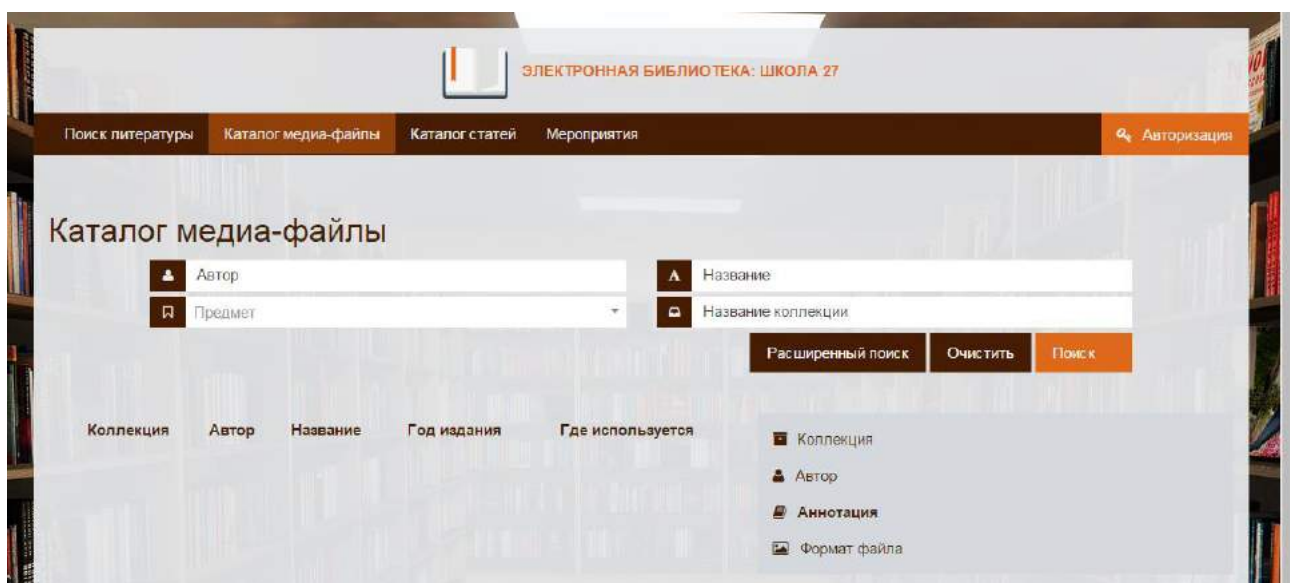 ЭЛЕКТРОННАЯ БИБЛИОТЕКА: ШКОЛА 27
Поиск литературы Каталог медиа-файлы Каталог статей Мероприятия Авторизация
Каталог медиа-файлы
Автор Название
Предмет Название коллекции
Расширенный поиск Очистить Поиск
Коллекция Автор Название Год издания Где используется
Коллекция
Автор
Аннотация
Формат файла